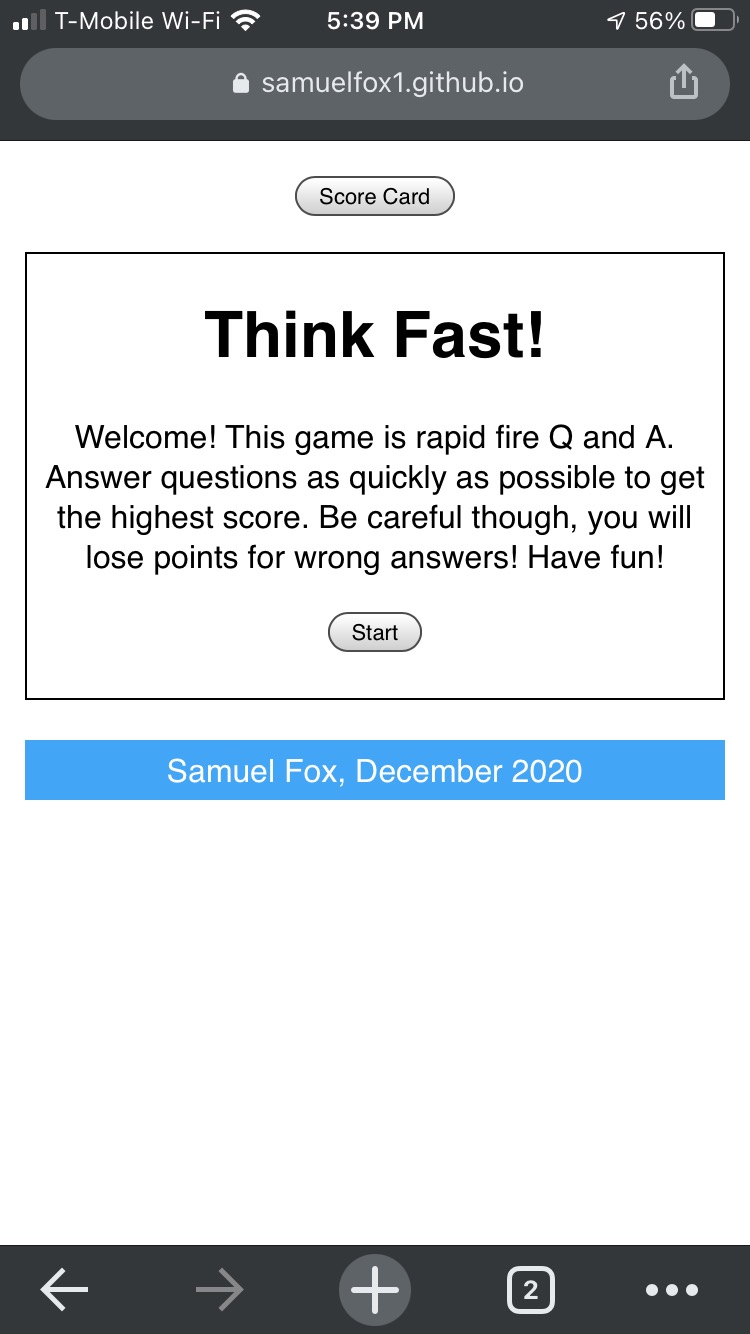 T-Mobile Wi-Fi 5:39 PM 56%
samuelfox1.github.io
Score Card
Think Fast!
Welcome! This game is rapid fire Q and A.
Answer questions as quickly as possible to get
the highest score. Be careful though, you will
lose points for wrong answers! Have fun!
Start
Samuel Fox, December 2020
2